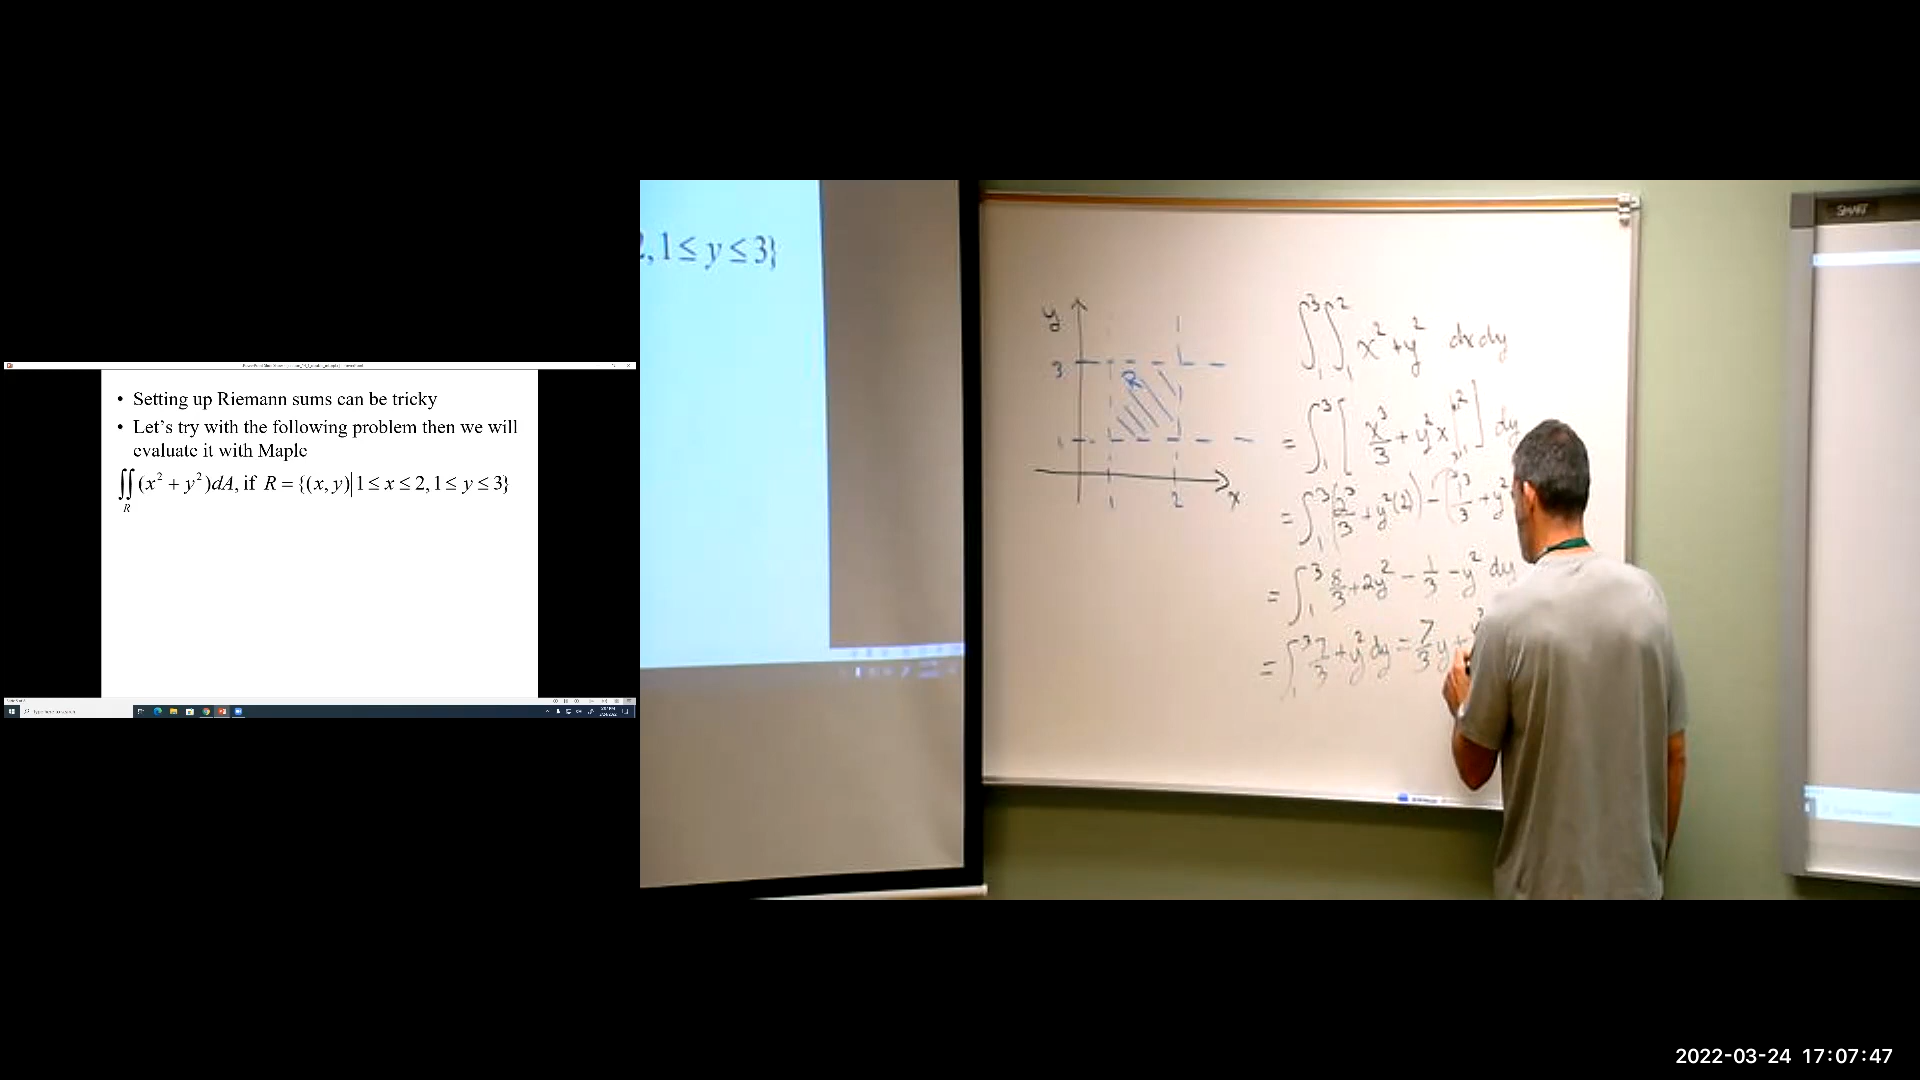 • Setting up Riemann sums can be tricky
• Let's try with the following problem then we will
evaluate it with Maple
∬_R (x² + y²)dA, if R = {(x, y)| 1 ≤ x ≤ 2, 1 ≤ y ≤ 3}
, 1 ≤ y ≤ 3}
SMART
y
3
R
1
x
1 2
∫₁³ ∫₁² x² + y² dx dy
= ∫₁³ [ x³/3 + y²x |₁² ] dy
= ∫₁³ (2³/3 + y²(2)) - (1³/3 + y²
= ∫₁³ 8/3 + 2y² - 1/3 - y² dy
= ∫₁³ 7/3 + y² dy = 7/3 y +
2022-03-24 17:07:47